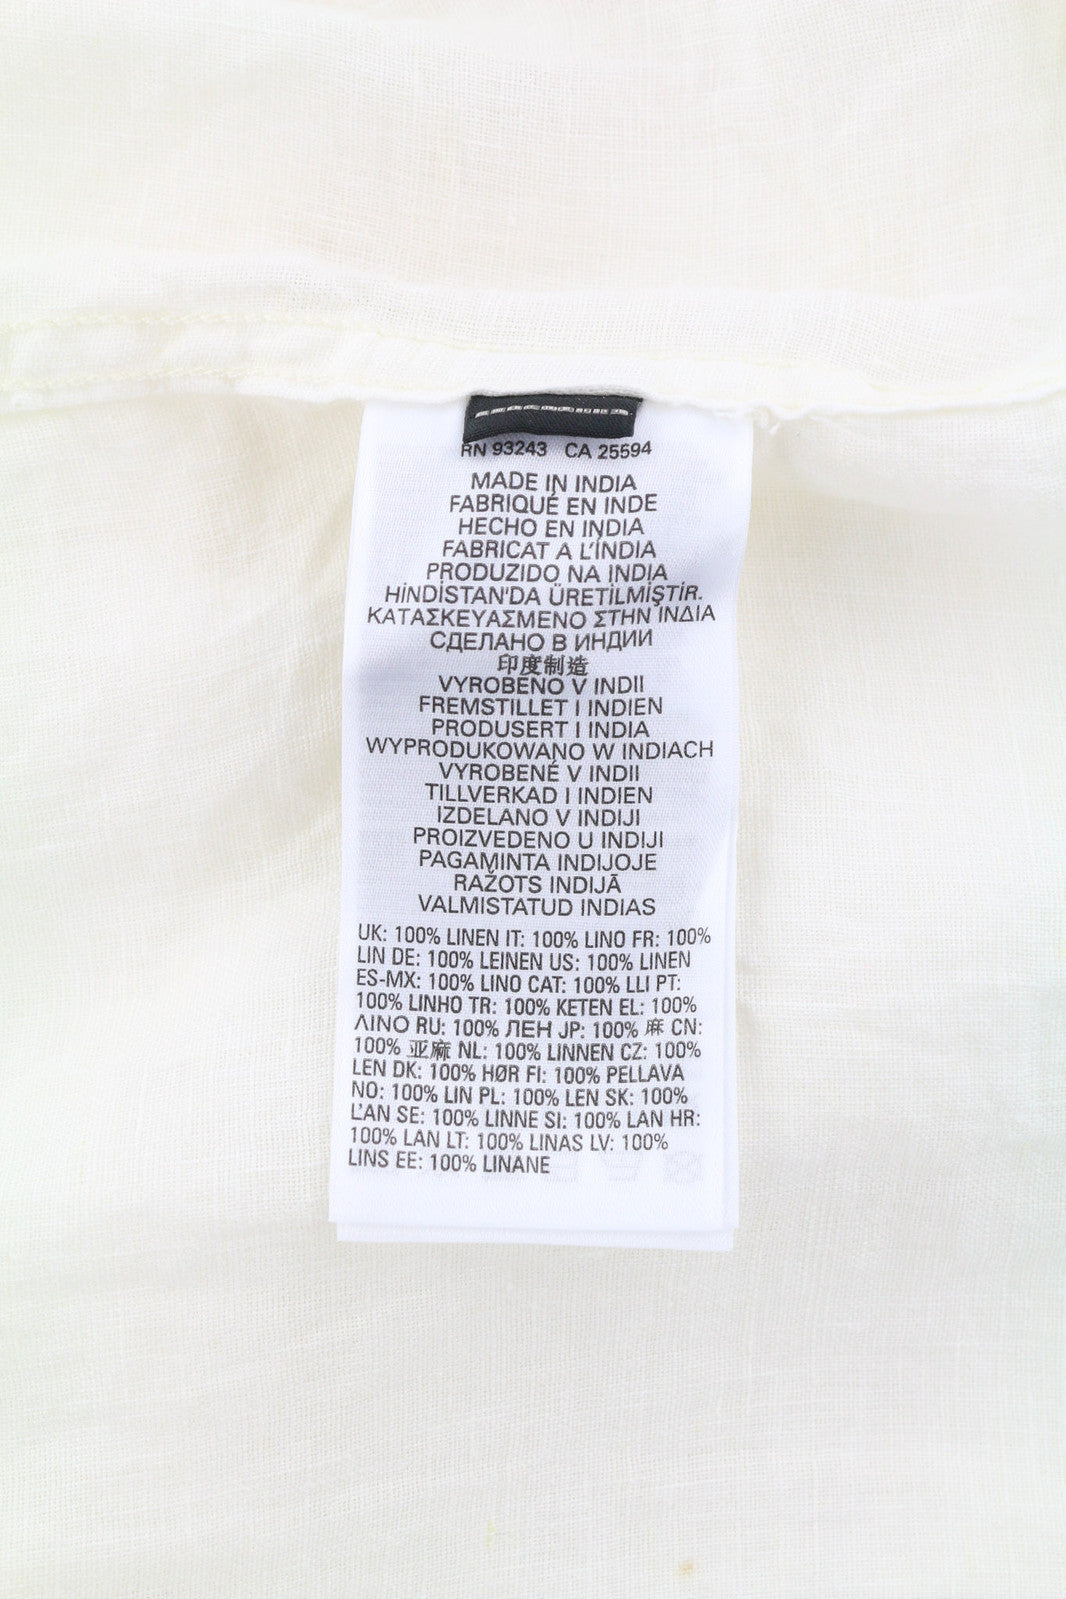 RN 93243 CA 25594
MADE IN INDIA
FABRIQUÉ EN INDE
HECHO EN INDIA
FABRICAT A L'ÍNDIA
PRODUZIDO NA INDIA
HİNDİSTAN'DA ÜRETİLMİŞTİR.
ΚΑΤΑΣΚΕΥΑΣΜΕΝΟ ΣΤΗΝ ΙΝΔΙΑ
СДЕЛАНО В ИНДИИ
印度制造
VYROBENO V INDII
FREMSTILLET I INDIEN
PRODUSERT I INDIA
WYPRODUKOWANO W INDIACH
VYROBENÉ V INDII
TILLVERKAD I INDIEN
IZDELANO V INDIJI
PROIZVEDENO U INDIJI
PAGAMINTA INDIJOJE
RAŽOTS INDIJĀ
VALMISTATUD INDIAS
UK: 100% LINEN IT: 100% LINO FR: 100%
LIN DE: 100% LEINEN US: 100% LINEN
ES-MX: 100% LINO CAT: 100% LLI PT:
100% LINHO TR: 100% KETEN EL: 100%
ΛΙΝΟ RU: 100% ЛЕН JP: 100% 麻 CN:
100% 亚麻 NL: 100% LINNEN CZ: 100%
LEN DK: 100% HØR FI: 100% PELLAVA
NO: 100% LIN PL: 100% LEN SK: 100%
L'AN SE: 100% LINNE SI: 100% LAN HR:
100% LAN LT: 100% LINAS LV: 100%
LINS EE: 100% LINANE